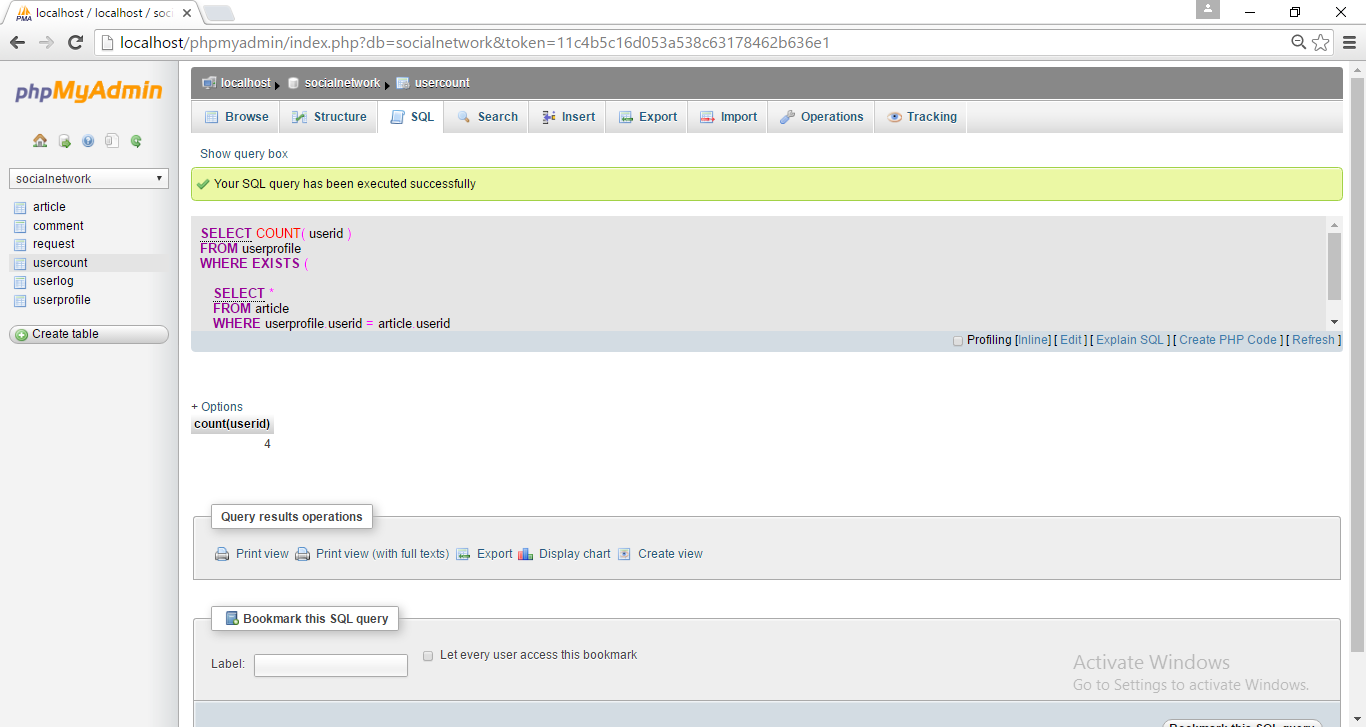 localhost / localhost / soc
localhost/phpmyadmin/index.php?db=socialnetwork&token=11c4b5c16d053a538c63178462b636e1
phpMyAdmin
socialnetwork
article
comment
request
usercount
userlog
userprofile
Create table
localhost socialnetwork usercount
Browse Structure SQL Search Insert Export Import Operations Tracking
Show query box
Your SQL query has been executed successfully
SELECT COUNT( userid )
FROM userprofile
WHERE EXISTS (
SELECT *
FROM article
WHERE userprofile.userid = article.userid
Profiling [Inline] [ Edit ] [ Explain SQL ] [ Create PHP Code ] [ Refresh ]
+ Options
count(userid)
4
Query results operations
Print view Print view (with full texts) Export Display chart Create view
Bookmark this SQL query
Label: Let every user access this bookmark
Activate Windows
Go to Settings to activate Windows.
Bookmark this SQL query